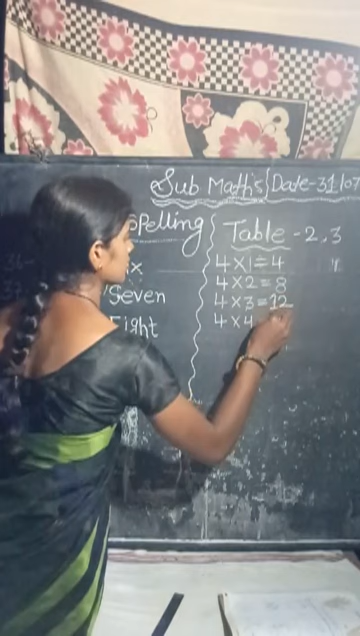 Sub Maths Date-31/07
Spelling
Seven
Eight
Table - 2, 3
4 x 1 = 4
4 x 2 = 8
4 x 3 = 12
4 x 4